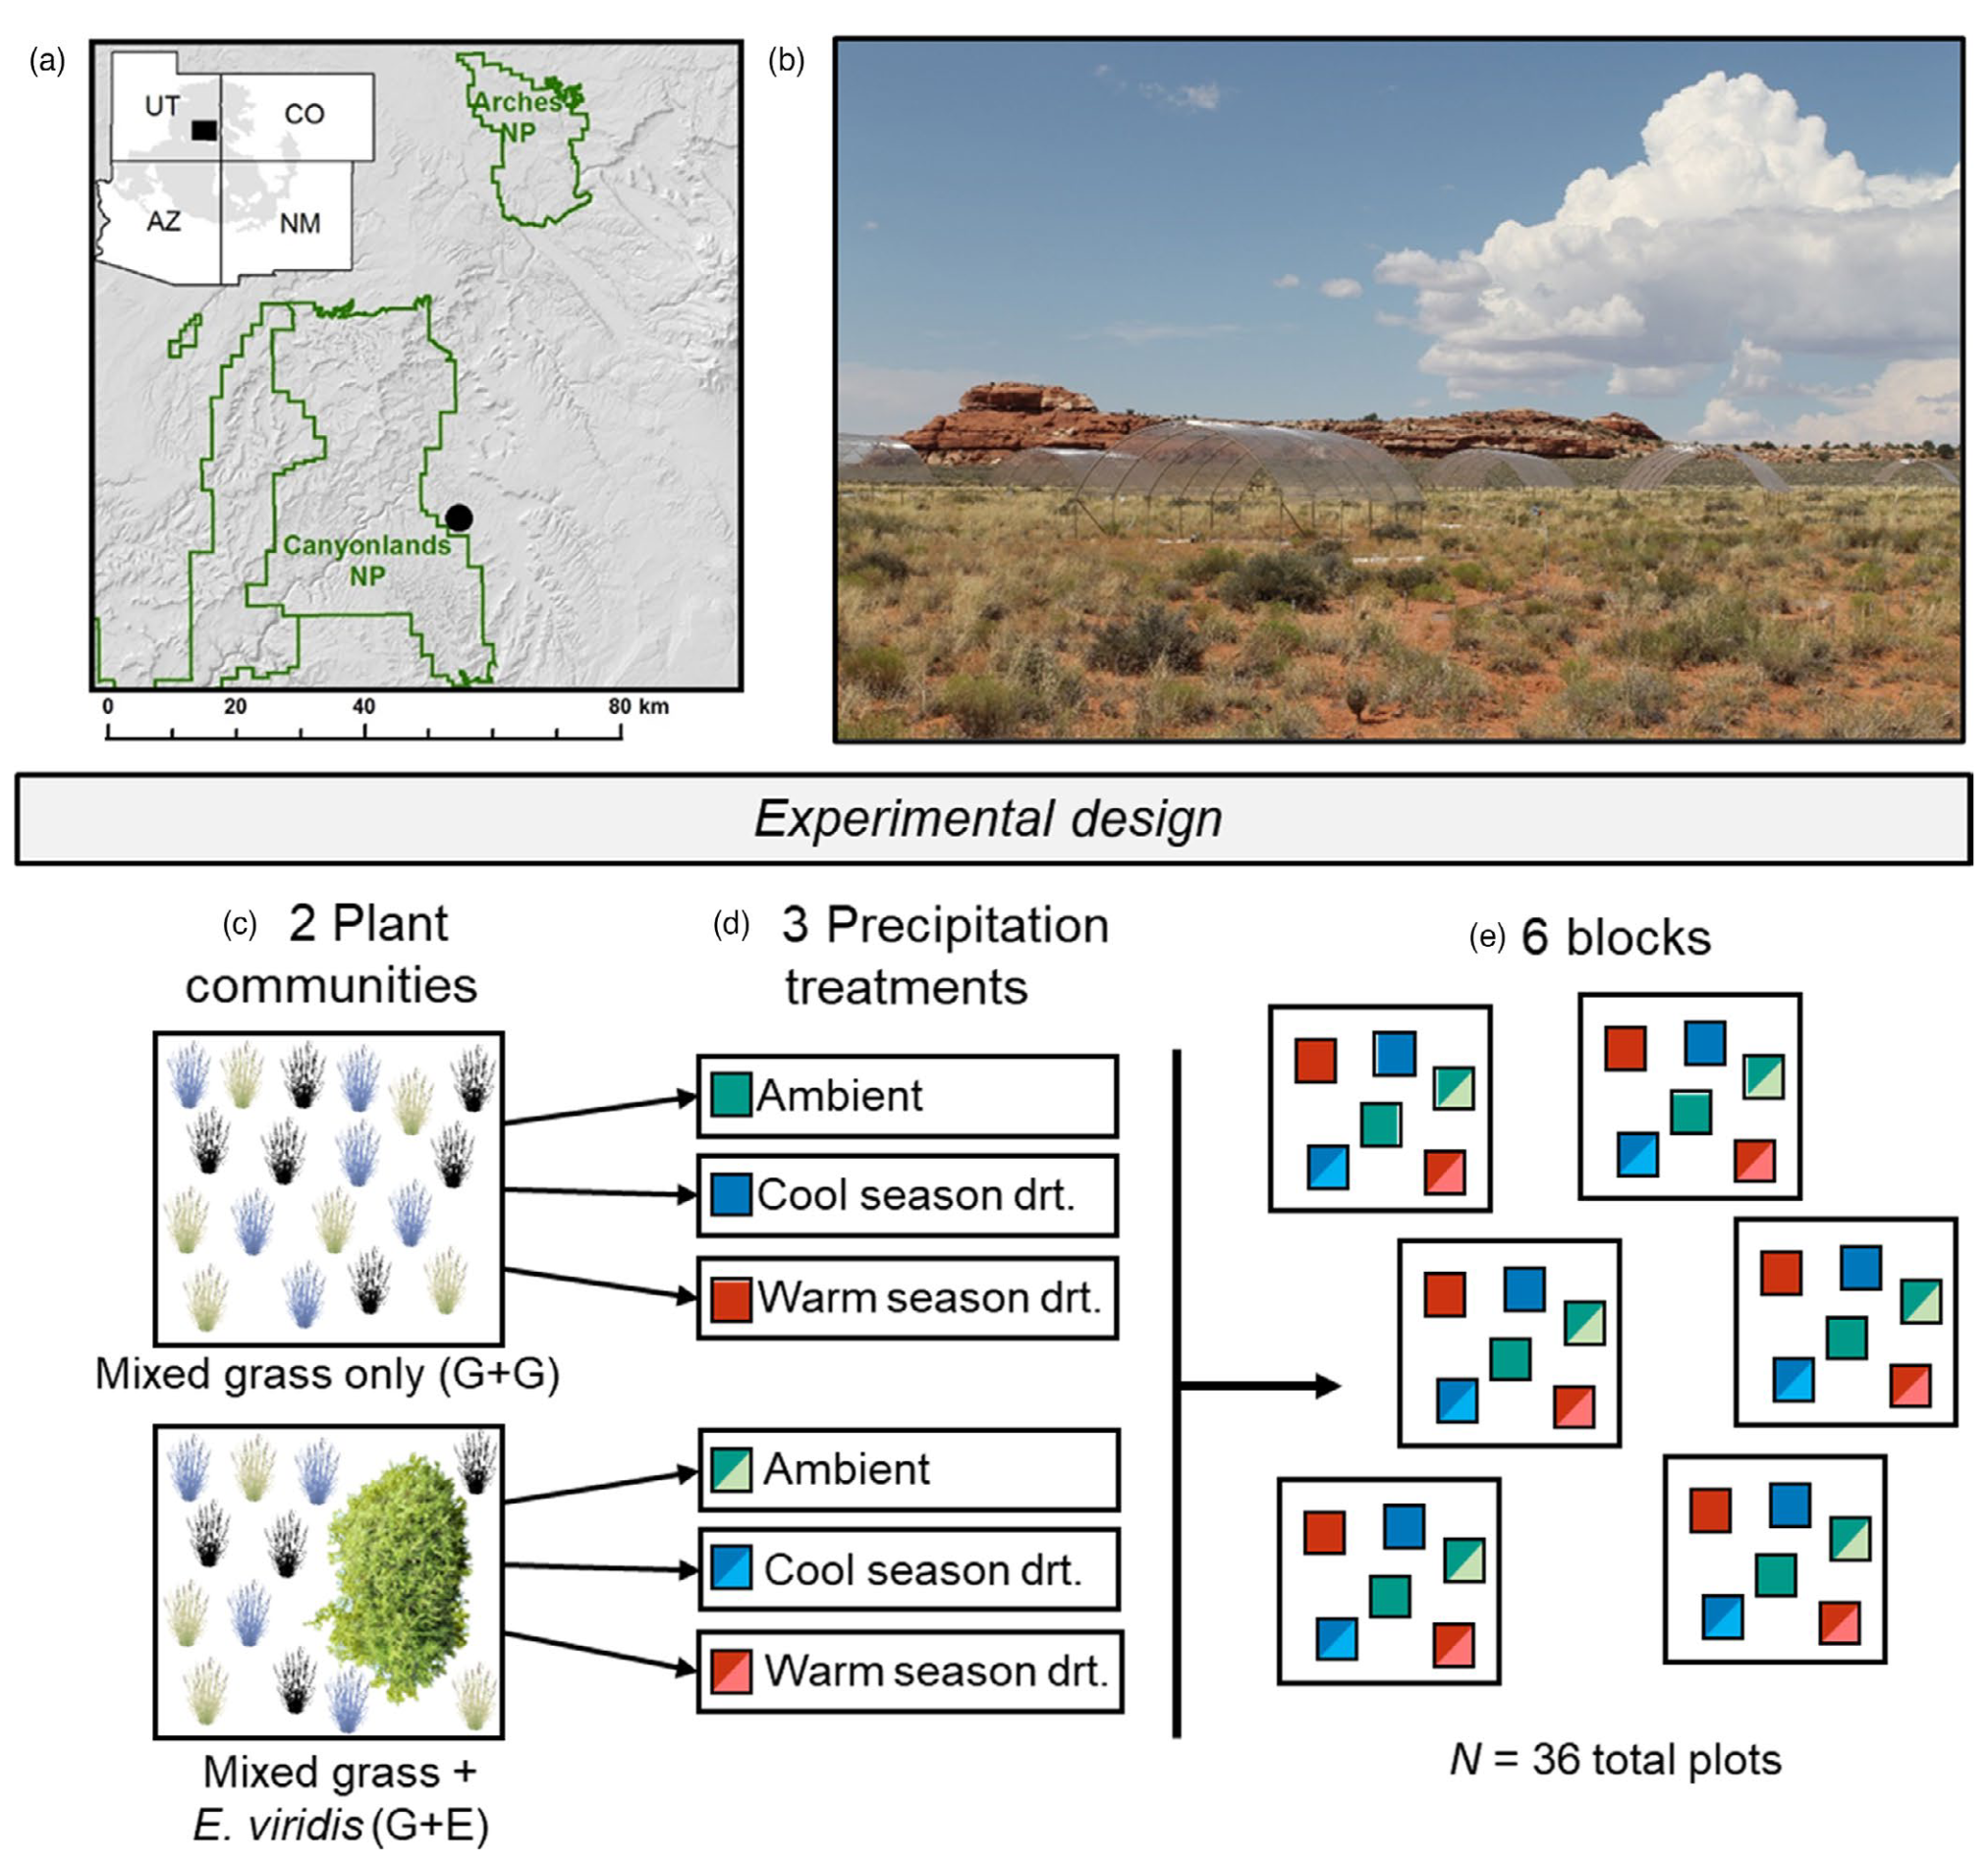 (a)
UT
CO
AZ
NM
Arches
NP
Canyonlands
NP
0 20 40 80 km
(b)
Experimental design
(c) 2 Plant
communities
Mixed grass only (G+G)
Mixed grass +
E. viridis (G+E)
(d) 3 Precipitation
treatments
Ambient
Cool season drt.
Warm season drt.
Ambient
Cool season drt.
Warm season drt.
(e) 6 blocks
N = 36 total plots